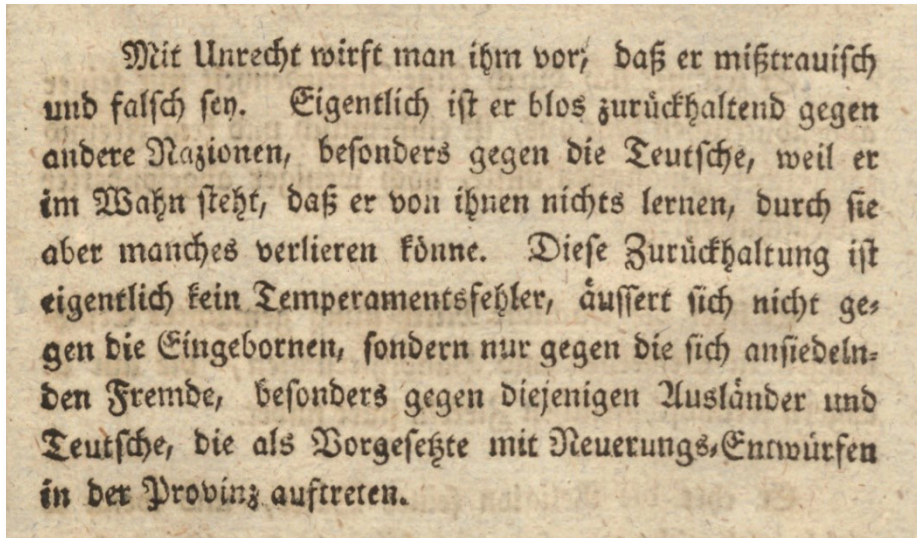 Mit Unrecht wirft man ihm vor, daß er mißtrauisch
und falsch sey. Eigentlich ist er blos zurückhaltend gegen
andere Nazionen, besonders gegen die Teutsche, weil er
im Wahn steht, daß er von ihnen nichts lernen, durch sie
aber manches verlieren könne. Diese Zurückhaltung ist
eigentlich kein Temperamentsfehler, äussert sich nicht ge-
gen die Eingebornen, sondern nur gegen die sich ansiedeln-
den Fremde, besonders gegen diejenigen Ausländer und
Teutsche, die als Vorgesetzte mit Neuerungs-Entwürfen
in der Provinz auftreten.